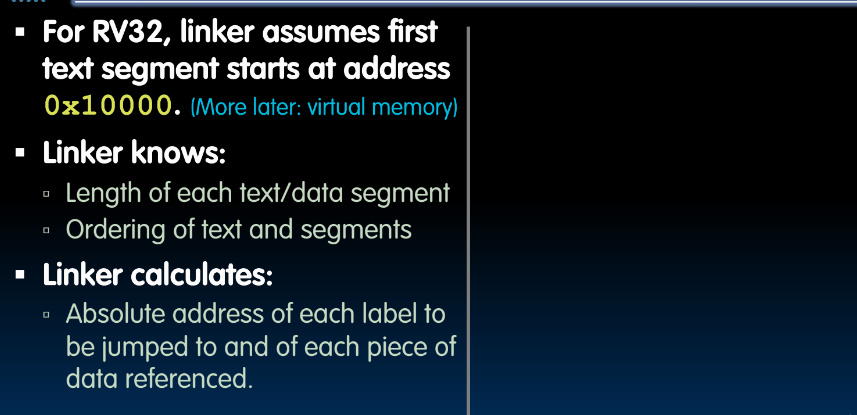 For RV32, linker assumes first
text segment starts at address
0x10000. (More later: virtual memory)
Linker knows:
Length of each text/data segment
Ordering of text and segments
Linker calculates:
Absolute address of each label to
be jumped to and of each piece of
data referenced.